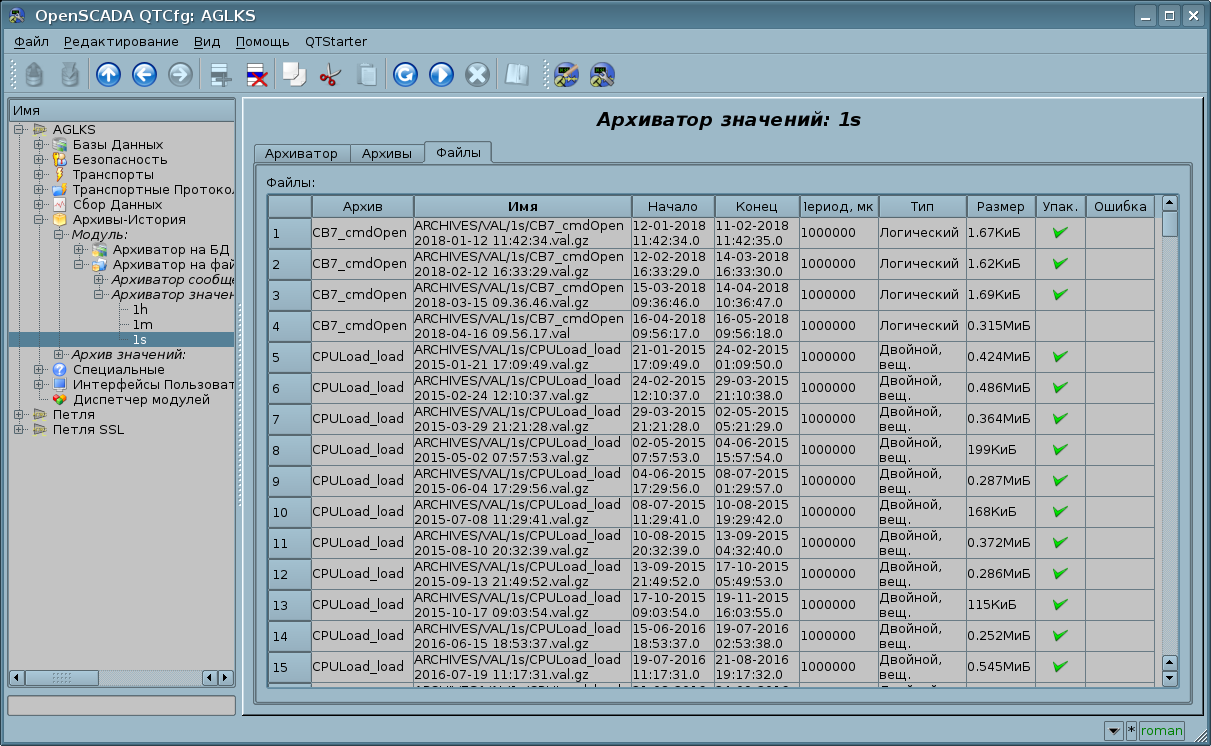 OpenSCADA QTCfg: AGLKS
Файл Редактирование Вид Помощь QTStarter
Имя
AGLKS
Базы Данных
Безопасность
Транспорты
Транспортные Протоко
Сбор Данных
Архивы-История
Модуль:
Архиватор на БД
Архиватор на фай
Архиватор сообще
Архиватор значен
1h
1m
1s
Архив значений:
Специальные
Интерфейсы Пользоват
Диспетчер модулей
Петля
Петля SSL
Архиватор значений: 1s
Архиватор Архивы Файлы
Файлы:
Архив Имя Начало Конец Период, мк Тип Размер Упак. Ошибка
1 CB7_cmdOpen ARCHIVES/VAL/1s/CB7_cmdOpen 12-01-2018 11-02-2018 1000000 Логический 1.67КиБ
2018-01-12 11:42:34.val.gz 11:42:34.0 11:42:35.0
2 CB7_cmdOpen ARCHIVES/VAL/1s/CB7_cmdOpen 12-02-2018 14-03-2018 1000000 Логический 1.62КиБ
2018-02-12 16:33:29.val.gz 16:33:29.0 16:33:30.0
3 CB7_cmdOpen ARCHIVES/VAL/1s/CB7_cmdOpen 15-03-2018 14-04-2018 1000000 Логический 1.69КиБ
2018-03-15 09.36.46.val.gz 09:36:46.0 10:36:47.0
4 CB7_cmdOpen ARCHIVES/VAL/1s/CB7_cmdOpen 16-04-2018 16-05-2018 1000000 Логический 0.315МиБ
2018-04-16 09.56.17.val 09:56:17.0 09:56:18.0
5 CPULoad_load ARCHIVES/VAL/1s/CPULoad_load 21-01-2015 24-02-2015 1000000 Двойной, 0.424МиБ
2015-01-21 17:09:49.val.gz 17:09:49.0 01:09:50.0 вещ.
6 CPULoad_load ARCHIVES/VAL/1s/CPULoad_load 24-02-2015 29-03-2015 1000000 Двойной, 0.486МиБ
2015-02-24 12:10:37.val.gz 12:10:37.0 21:10:38.0 вещ.
7 CPULoad_load ARCHIVES/VAL/1s/CPULoad_load 29-03-2015 02-05-2015 1000000 Двойной, 0.364МиБ
2015-03-29 21:21:28.val.gz 21:21:28.0 05:21:29.0 вещ.
8 CPULoad_load ARCHIVES/VAL/1s/CPULoad_load 02-05-2015 04-06-2015 1000000 Двойной, 199КиБ
2015-05-02 07:57:53.val.gz 07:57:53.0 15:57:54.0 вещ.
9 CPULoad_load ARCHIVES/VAL/1s/CPULoad_load 04-06-2015 08-07-2015 1000000 Двойной, 0.287МиБ
2015-06-04 17:29:56.val.gz 17:29:56.0 01:29:57.0 вещ.
10 CPULoad_load ARCHIVES/VAL/1s/CPULoad_load 08-07-2015 10-08-2015 1000000 Двойной, 168КиБ
2015-07-08 11:29:41.val.gz 11:29:41.0 19:29:42.0 вещ.
11 CPULoad_load ARCHIVES/VAL/1s/CPULoad_load 10-08-2015 13-09-2015 1000000 Двойной, 0.372МиБ
2015-08-10 20:32:39.val.gz 20:32:39.0 04:32:40.0 вещ.
12 CPULoad_load ARCHIVES/VAL/1s/CPULoad_load 13-09-2015 17-10-2015 1000000 Двойной, 0.286МиБ
2015-09-13 21:49:52.val.gz 21:49:52.0 05:49:53.0 вещ.
13 CPULoad_load ARCHIVES/VAL/1s/CPULoad_load 17-10-2015 19-11-2015 1000000 Двойной, 115КиБ
2015-10-17 09:03:54.val.gz 09:03:54.0 16:03:55.0 вещ.
14 CPULoad_load ARCHIVES/VAL/1s/CPULoad_load 15-06-2016 19-07-2016 1000000 Двойной, 0.252МиБ
2016-06-15 18:53:37.val.gz 18:53:37.0 02:53:38.0 вещ.
15 CPULoad_load ARCHIVES/VAL/1s/CPULoad_load 19-07-2016 21-08-2016 1000000 Двойной, 0.545МиБ
2016-07-19 11:17:31.val.gz 11:17:31.0 19:17:32.0 вещ.
* roman